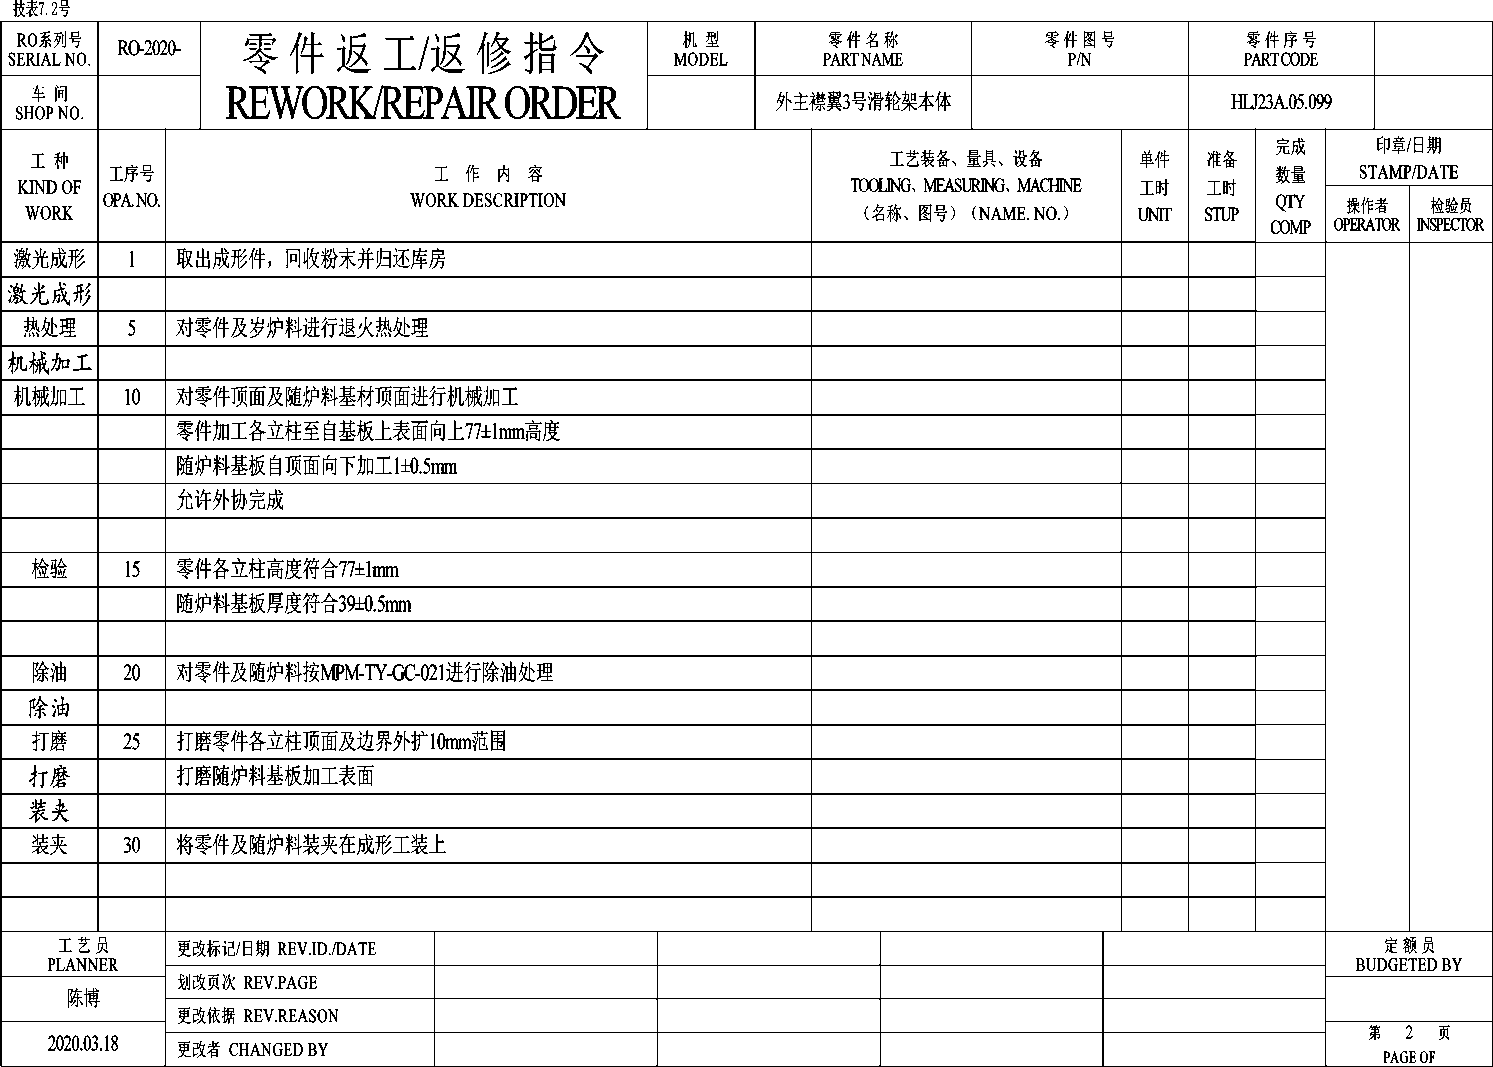 技表7.2号
RO系列号
SERIAL NO.
RO-2020-
零件返工/返修指令
REWORK/REPAIR ORDER
机 型
MODEL
零件名称
PART NAME
零件图号
P/N
零件序号
PART CODE
车 间
SHOP NO.
外主襟翼3号滑轮架本体
HLJ23A.05.099
工 种
KIND OF
WORK
工序号
OPA. NO.
工 作 内 容
WORK DESCRIPTION
工艺装备、量具、设备
TOOLING、MEASURING、MACHINE
（名称、图号）（NAME. NO.）
单件
工时
UNIT
准备
工时
STUP
完成
数量
QTY
COMP
印章/日期
STAMP/DATE
操作者
OPERATOR
检验员
INSPECTOR
激光成形 1 取出成形件，回收粉末并归还库房
激光成形
热处理 5 对零件及岁炉料进行退火热处理
机械加工
机械加工 10 对零件顶面及随炉料基材顶面进行机械加工
零件加工各立柱至自基板上表面向上77±1mm高度
随炉料基板自顶面向下加工1±0.5mm
允许外协完成
检验 15 零件各立柱高度符合77±1mm
随炉料基板厚度符合39±0.5mm
除油 20 对零件及随炉料按MPM-TY-GC-021进行除油处理
除油
打磨 25 打磨零件各立柱顶面及边界外扩10mm范围
打磨 打磨随炉料基板加工表面
装夹
装夹 30 将零件及随炉料装夹在成形工装上
工艺员
PLANNER
陈博
2020.03.18
更改标记/日期 REV.ID./DATE
划改页次 REV.PAGE
更改依据 REV.REASON
更改者 CHANGED BY
定额员
BUDGETED BY
第 2 页
PAGE OF